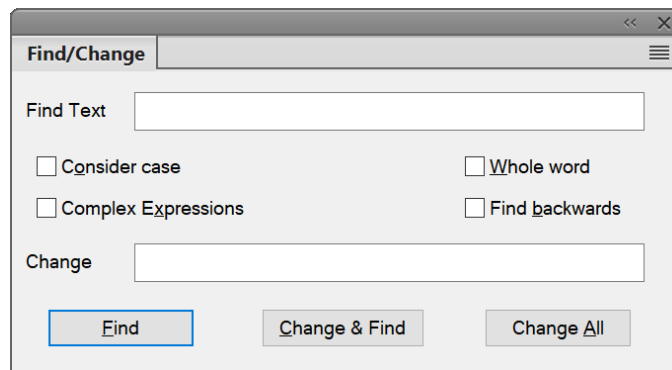 Find/Change
Find Text
Consider case Whole word
Complex Expressions Find backwards
Change
Find Change & Find Change All